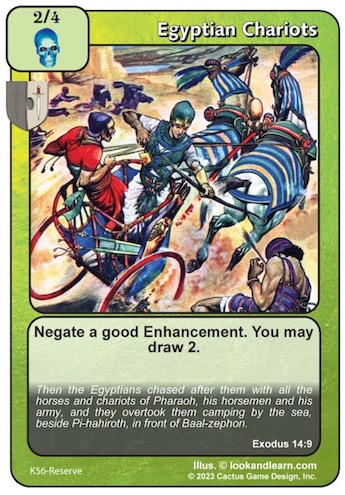 2/4
Egyptian Chariots
Negate a good Enhancement. You may
draw 2.
Then the Egyptians chased after them with all the
horses and chariots of Pharaoh, his horsemen and his
army, and they overtook them camping by the sea,
beside Pi-hahiroth, in front of Baal-zephon.
Exodus 14:9
K56-Reserve
Illus. © lookandlearn.com
© 2023 Cactus Game Design, Inc.